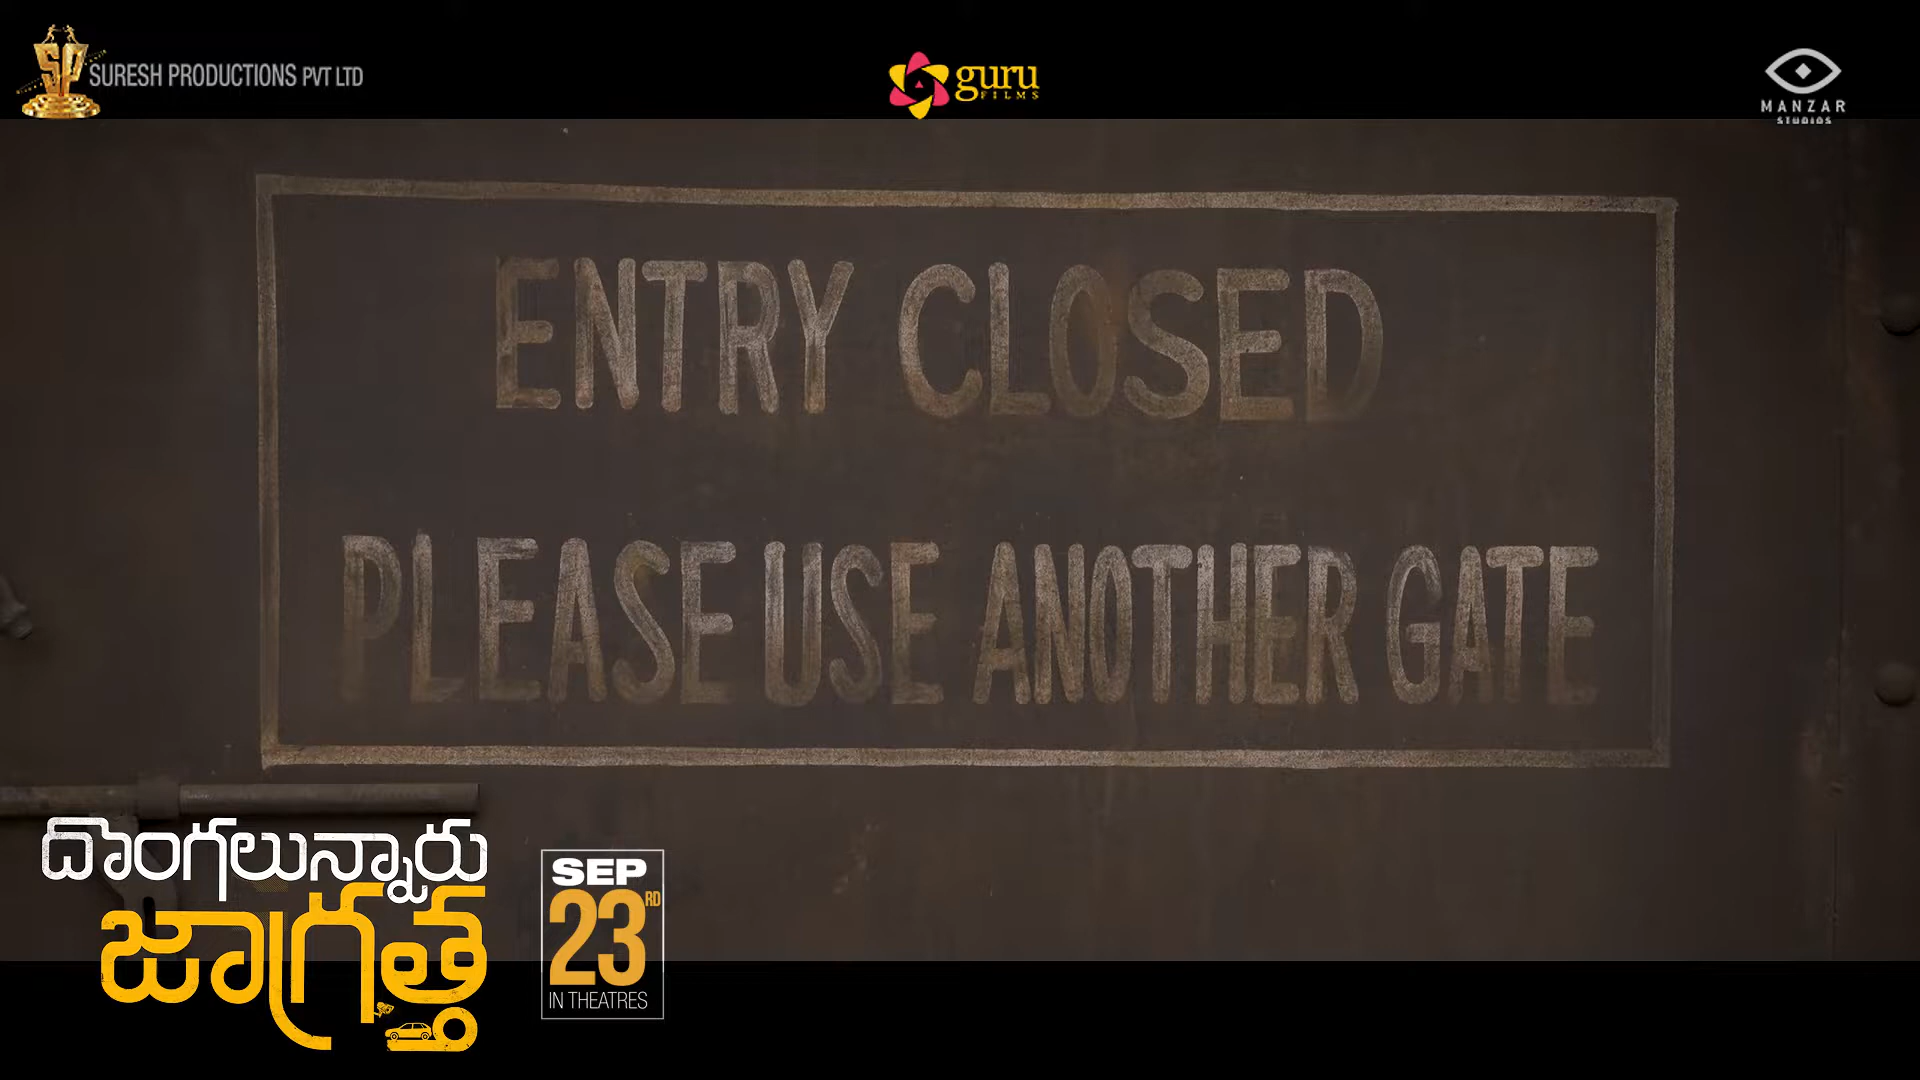 SP SURESH PRODUCTIONS PVT LTD
guru
FILMS
MANZAR
STUDIOS
ENTRY CLOSED
PLEASE USE ANOTHER GATE
దొంగలున్నారు
జాగ్రత్త
SEP
23RD
IN THEATRES